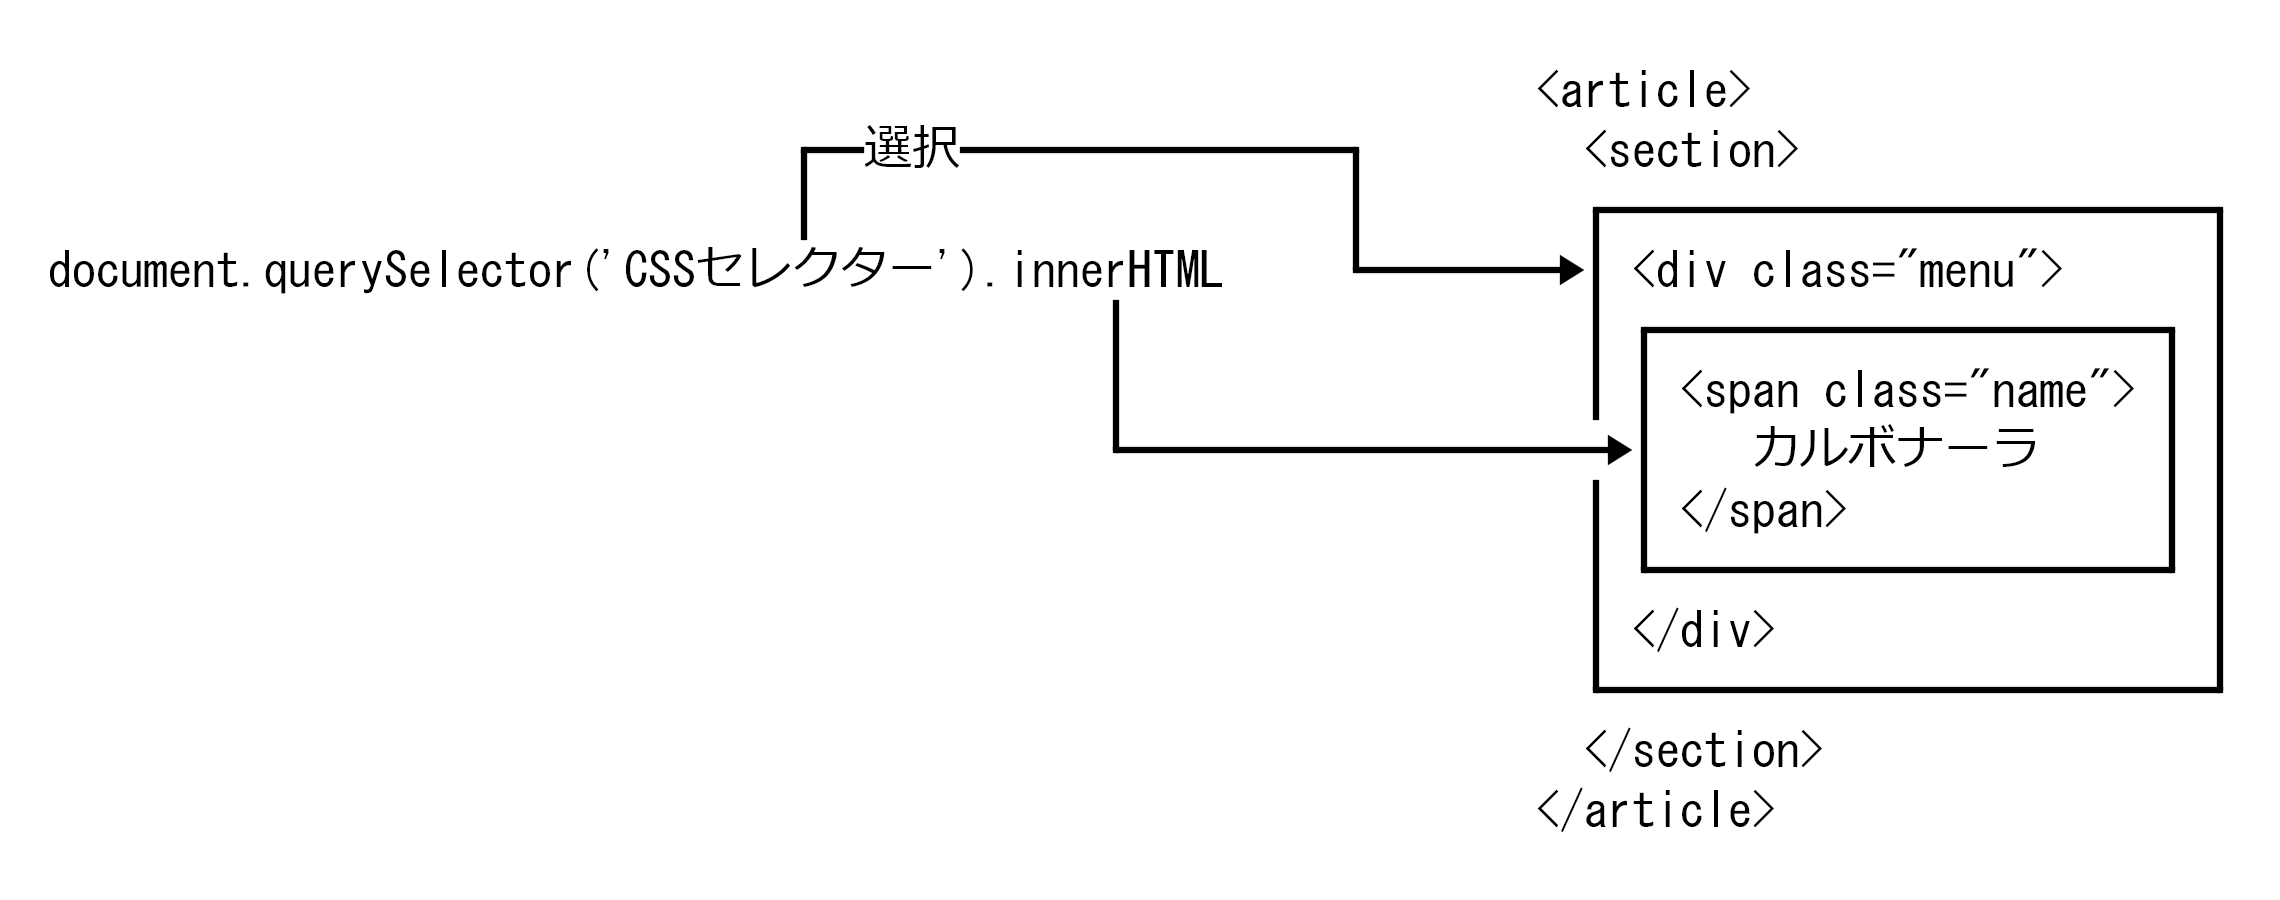 選択
document.querySelector('CSSセレクター').innerHTML
<article>
<section>
<div class="menu">
<span class="name">
カルボナーラ
</span>
</div>
</section>
</article>